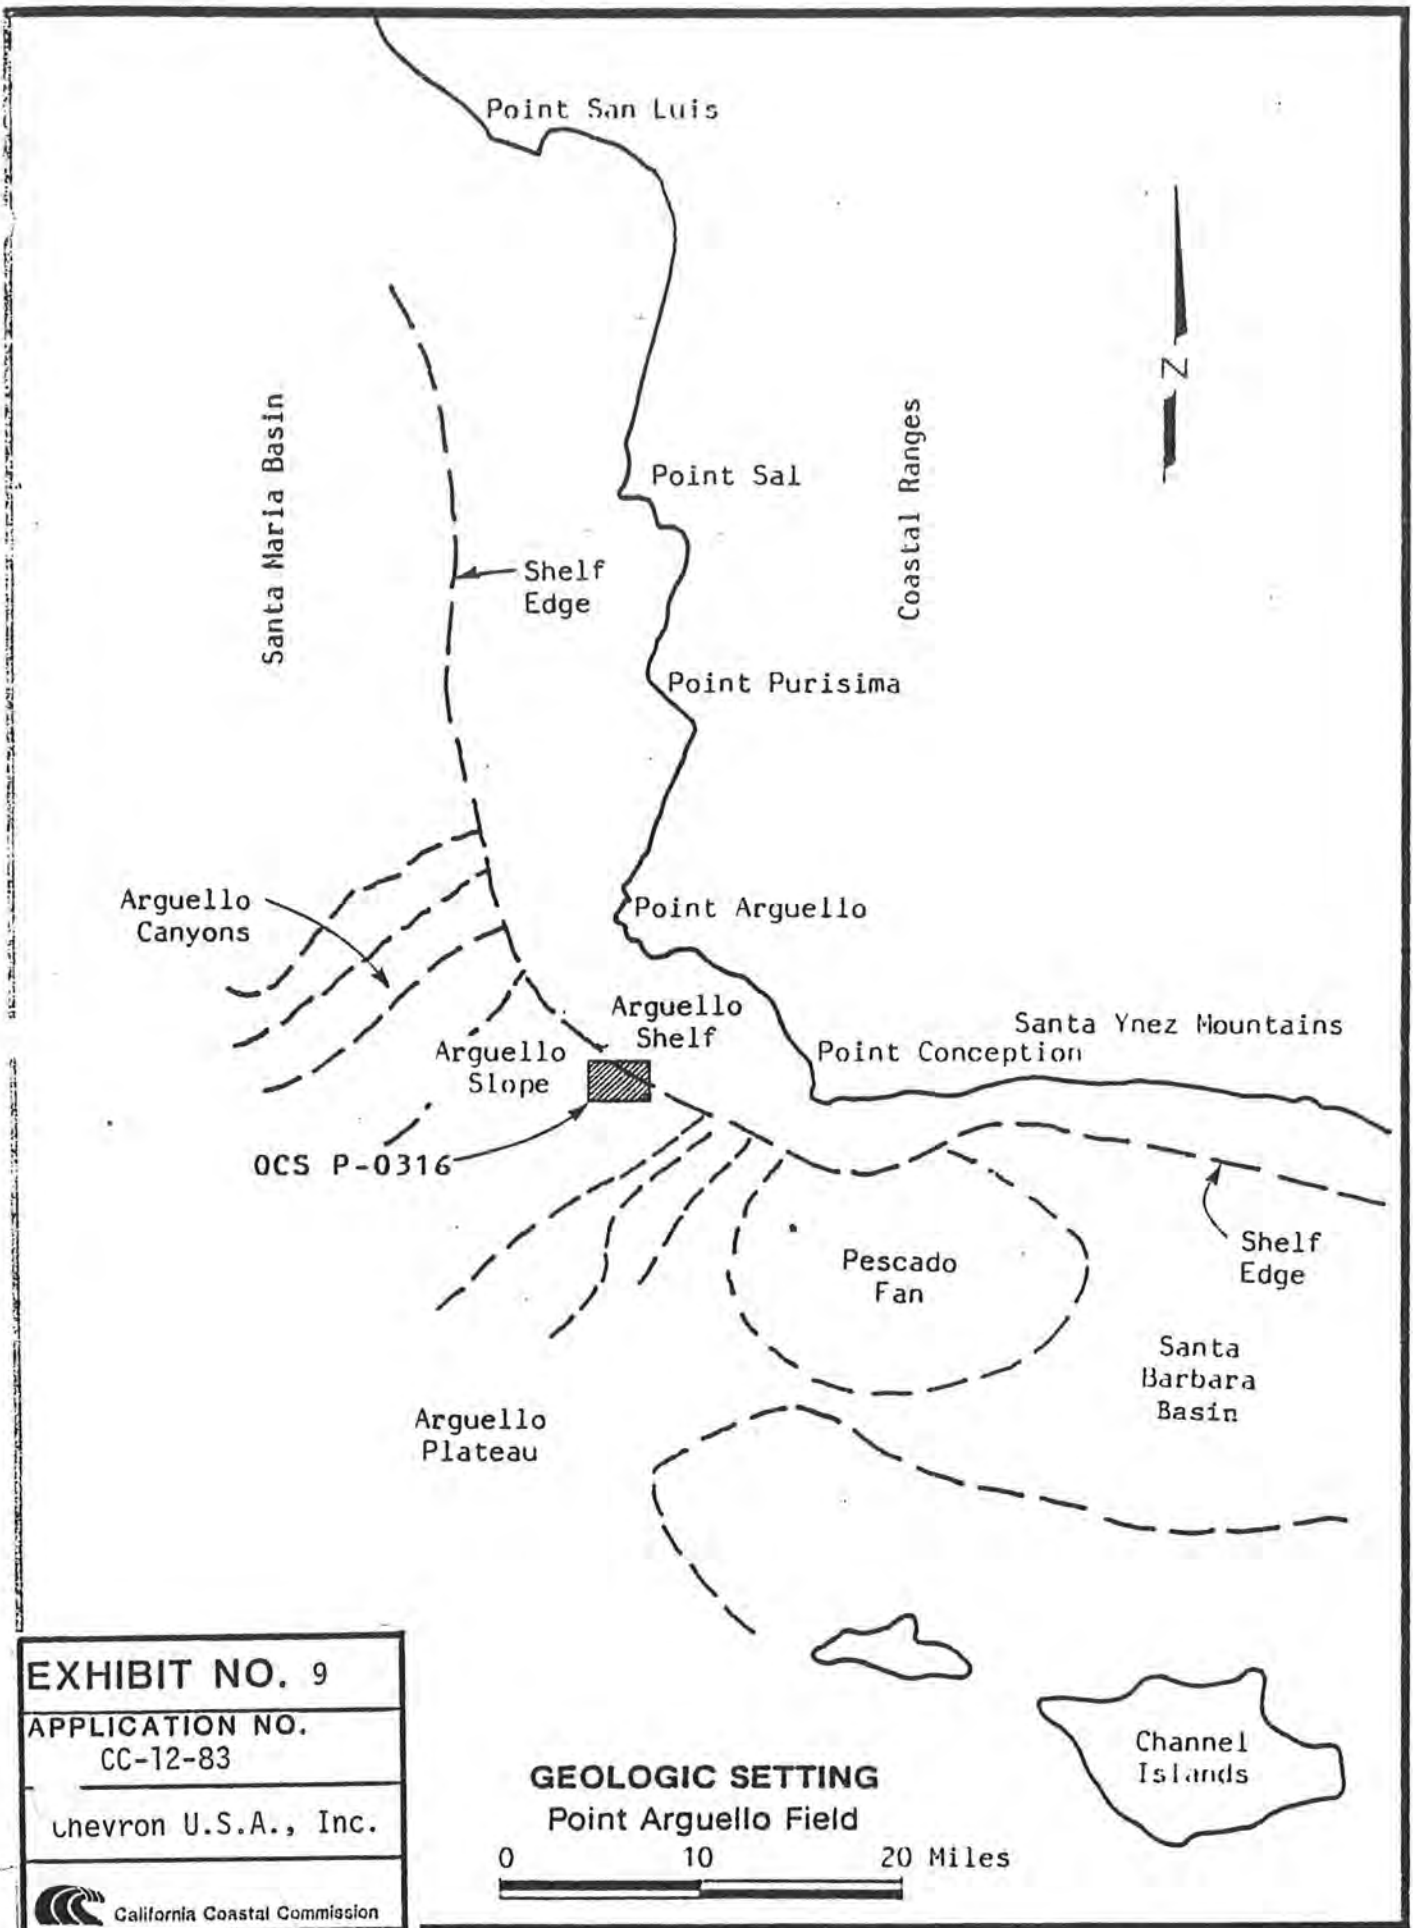 Point San Luis
N
Santa Maria Basin
Coastal Ranges
Point Sal
Shelf
Edge
Point Purisima
Arguello
Canyons
Point Arguello
Arguello
Shelf
Santa Ynez Mountains
Point Conception
Arguello
Slope
OCS P-0316
Shelf
Edge
Pescado
Fan
Santa
Barbara
Basin
Arguello
Plateau
Channel
Islands
EXHIBIT NO. 9
APPLICATION NO.
CC-12-83
Chevron U.S.A., Inc.
California Coastal Commission
GEOLOGIC SETTING
Point Arguello Field
0 10 20 Miles